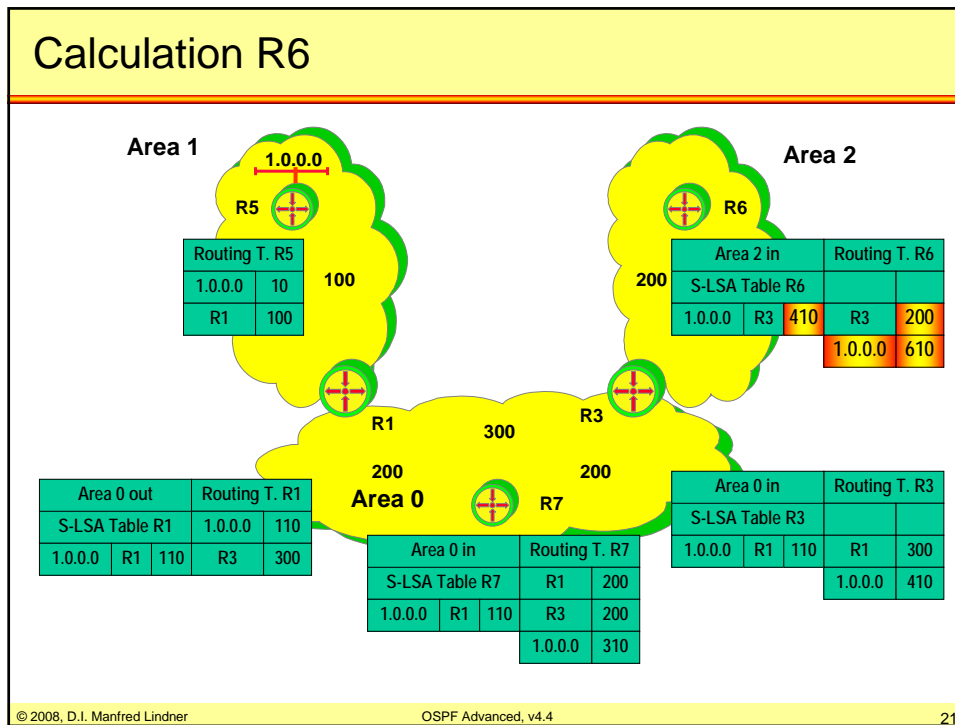 Calculation R6
Area 1
1.0.0.0
Area 2
R5
R6
Routing T. R5
1.0.0.0 10
R1 100
100
200
Area 2 in Routing T. R6
S-LSA Table R6
1.0.0.0 R3 410 R3 200
1.0.0.0 610
R1
300
R3
200
200
Area 0
R7
Area 0 out Routing T. R1
S-LSA Table R1 1.0.0.0 110
1.0.0.0 R1 110 R3 300
Area 0 in Routing T. R7
S-LSA Table R7 R1 200
1.0.0.0 R1 110 R3 200
1.0.0.0 310
Area 0 in Routing T. R3
S-LSA Table R3
1.0.0.0 R1 110 R1 300
1.0.0.0 410
© 2008, D.I. Manfred Lindner OSPF Advanced, v4.4 21